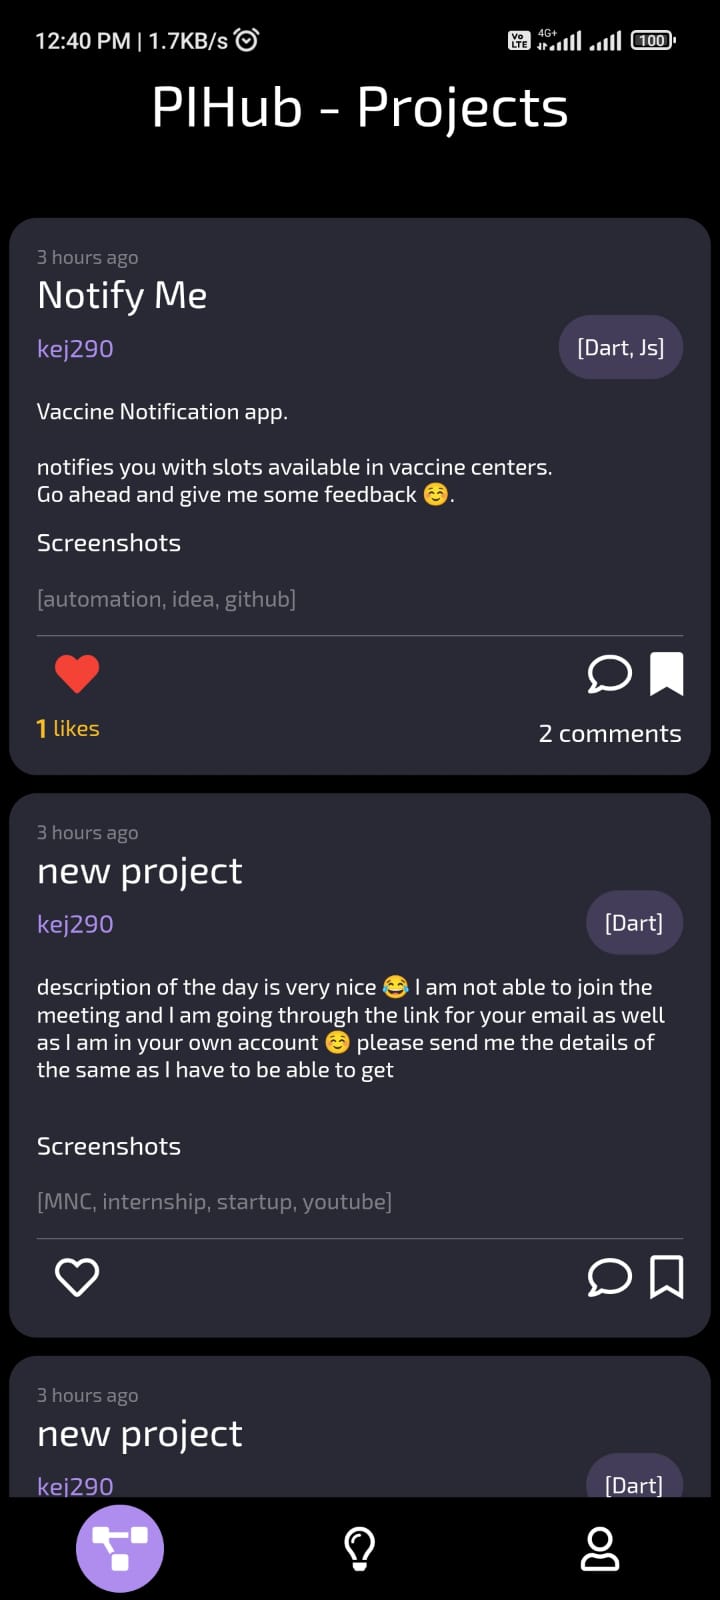 12:40 PM | 1.7KB/s
Vo LTE 4G+ 100
PIHub - Projects
3 hours ago
Notify Me
kej290
[Dart, Js]
Vaccine Notification app.
notifies you with slots available in vaccine centers.
Go ahead and give me some feedback ☺️.
Screenshots
[automation, idea, github]
1 likes
2 comments
3 hours ago
new project
kej290
[Dart]
description of the day is very nice 😂 I am not able to join the
meeting and I am going through the link for your email as well
as I am in your own account ☺️ please send me the details of
the same as I have to be able to get
Screenshots
[MNC, internship, startup, youtube]
3 hours ago
new project
kej290
[Dart]